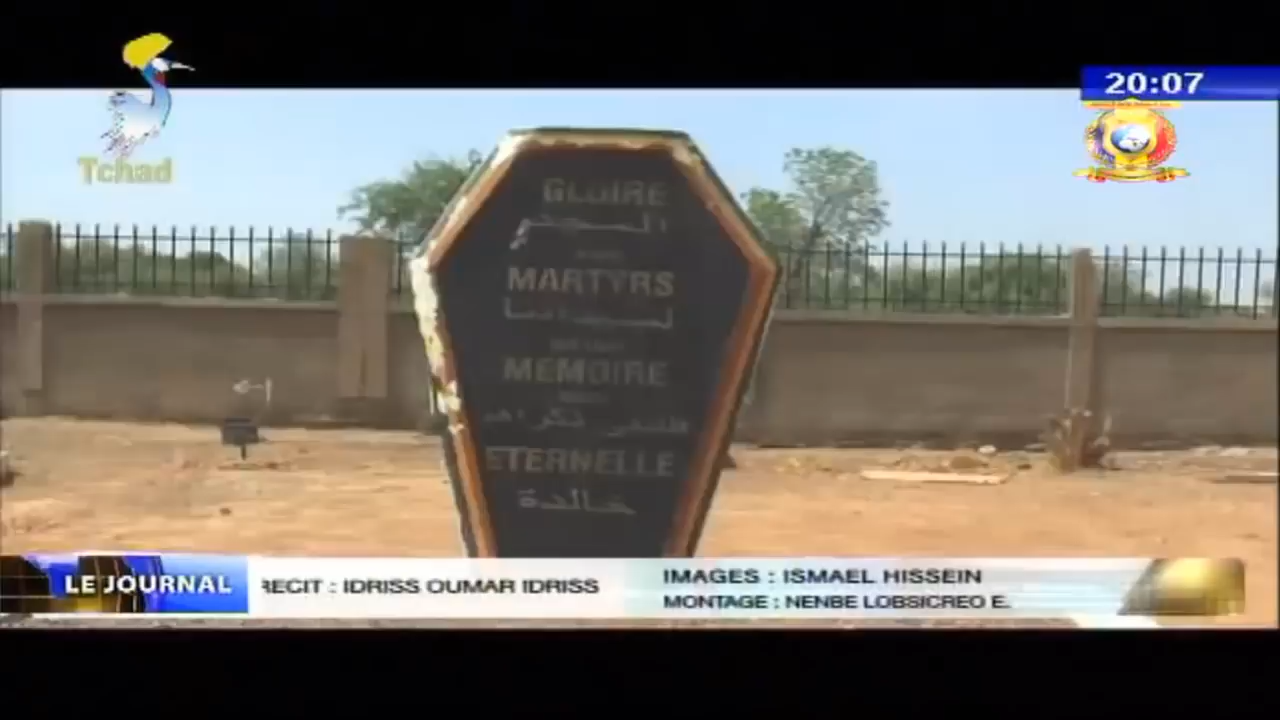 20:07
Tchad
GLOIRE
المجد
MARTYRS
MEMOIRE
ETERNELLE
خالدة
LE JOURNAL
RECIT : IDRISS OUMAR IDRISS
IMAGES : ISMAEL HISSEIN
MONTAGE : NENBE LOBSICREO E.